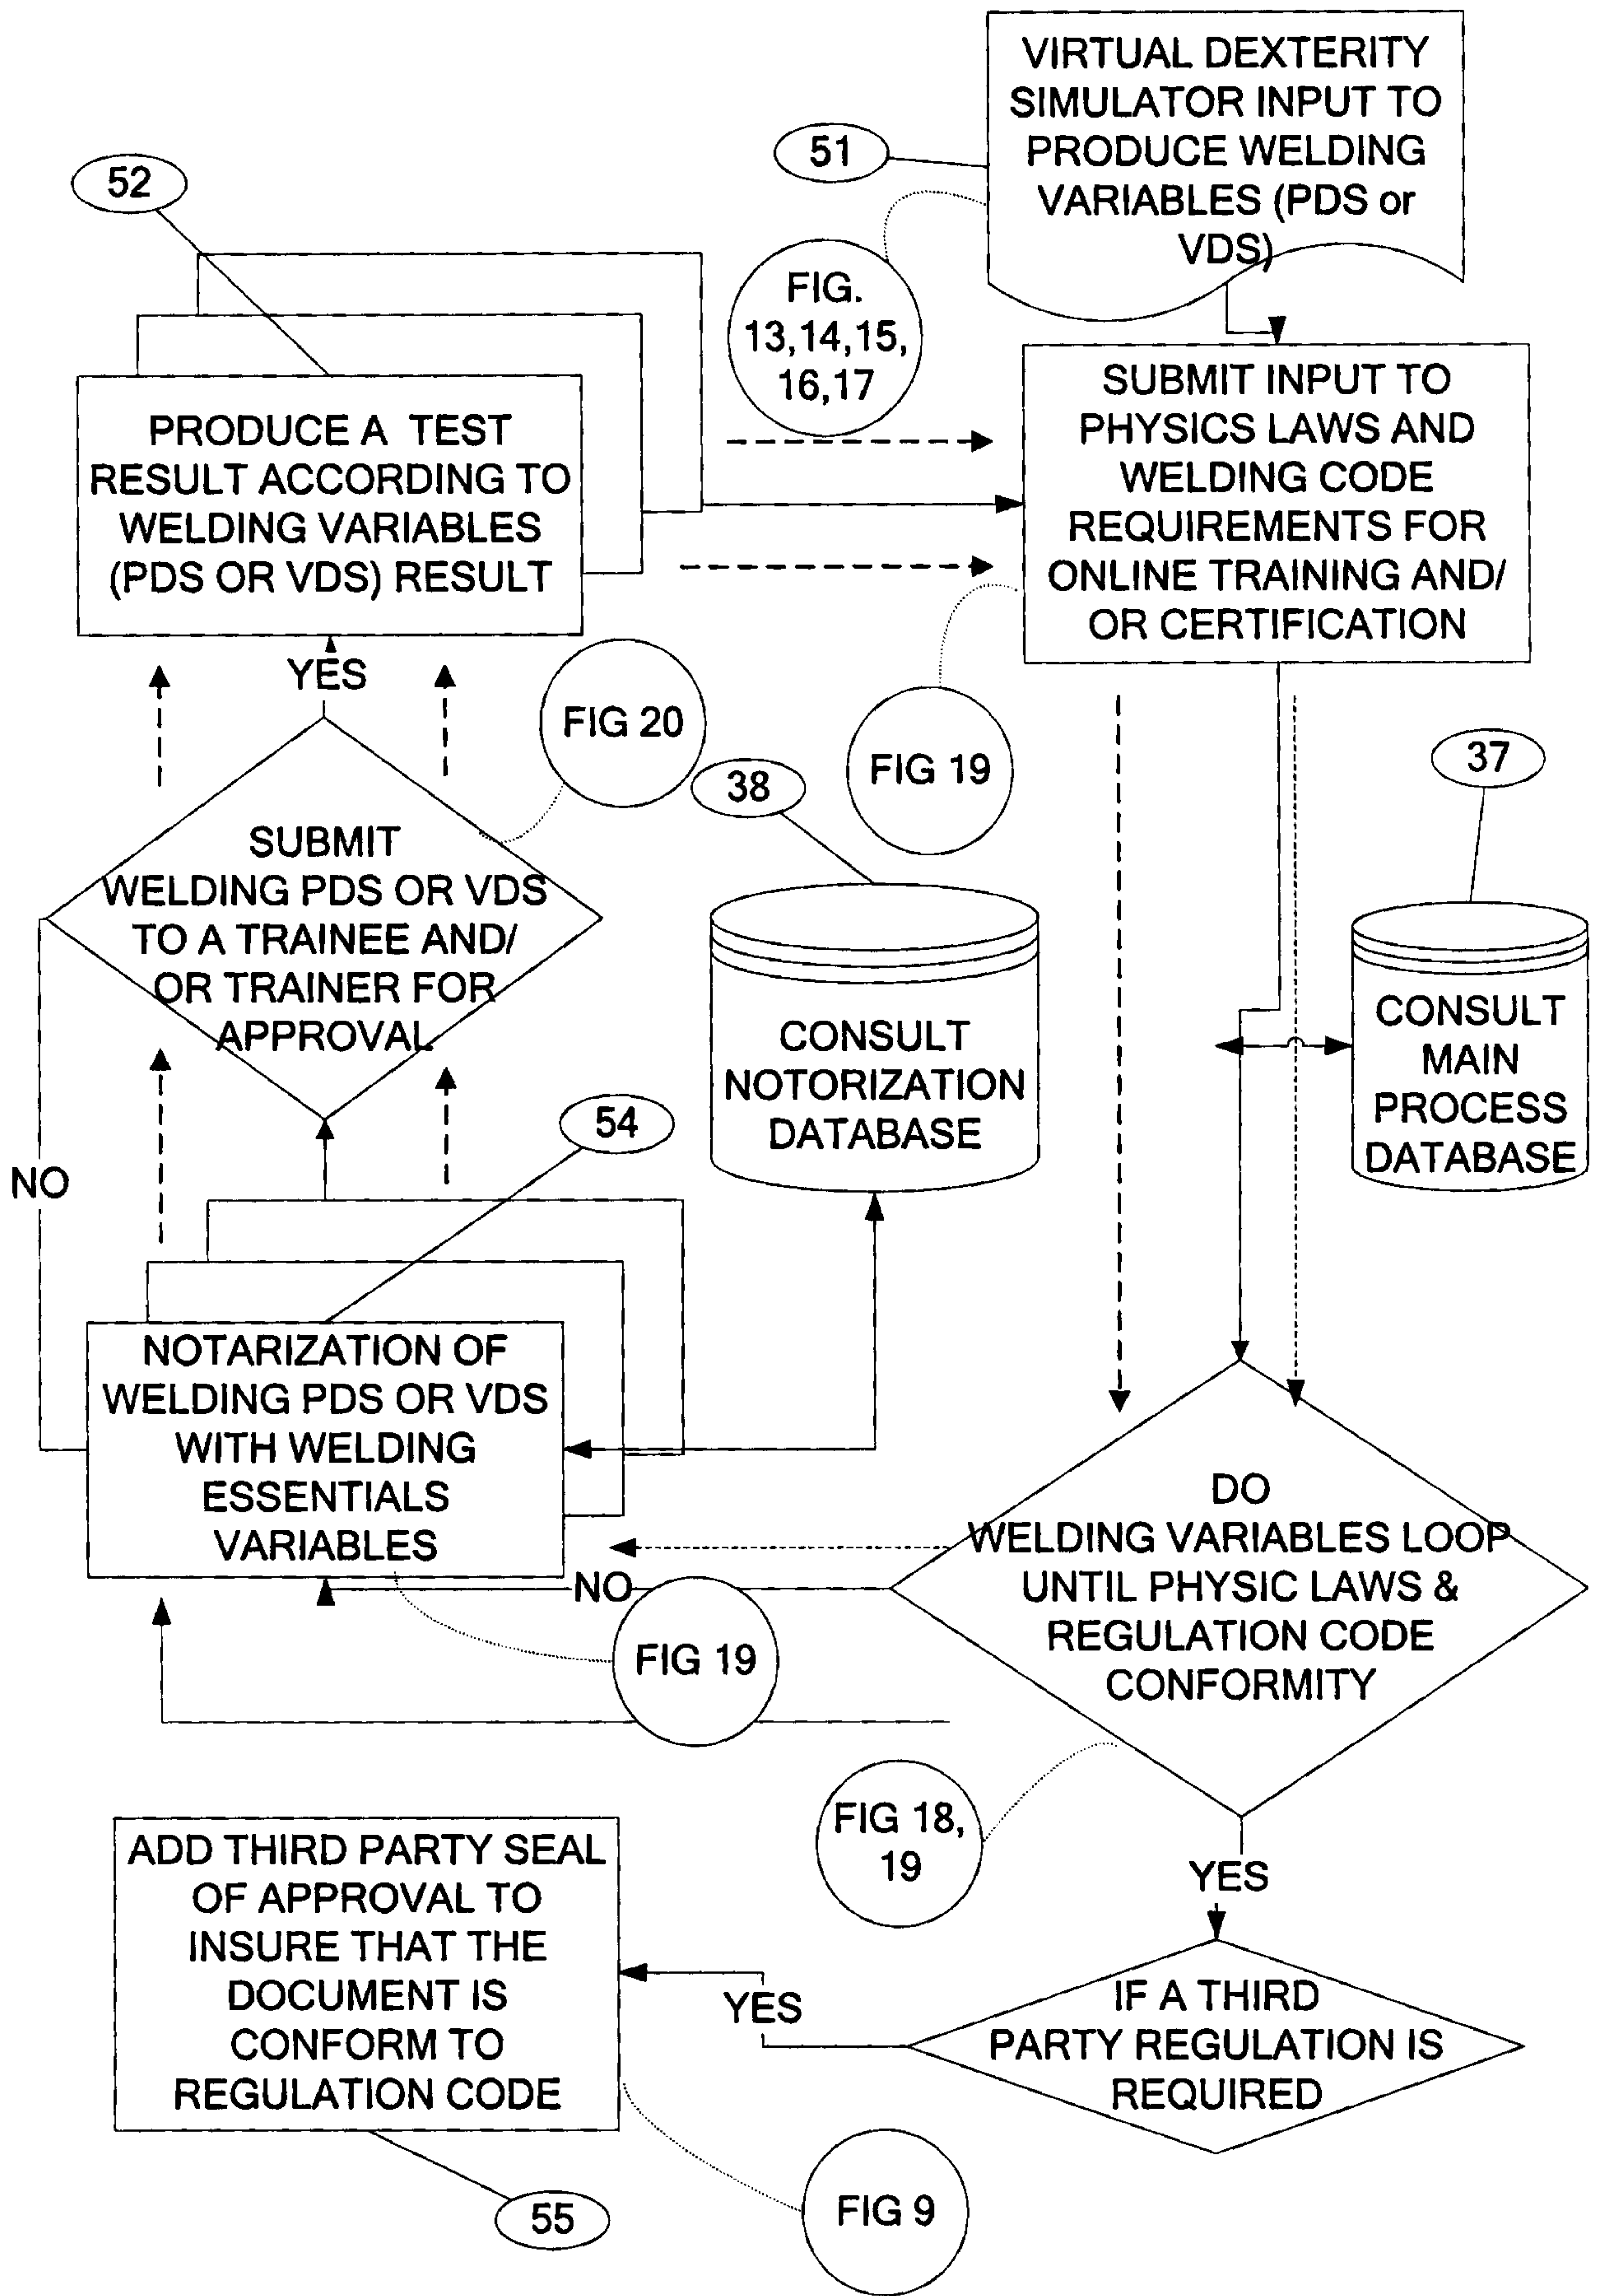 VIRTUAL DEXTERITY
SIMULATOR INPUT TO
PRODUCE WELDING
VARIABLES (PDS or
VDS)
51
52
FIG.
13,14,15,
16,17
SUBMIT INPUT TO
PHYSICS LAWS AND
WELDING CODE
REQUIREMENTS FOR
ONLINE TRAINING AND/
OR CERTIFICATION
PRODUCE A TEST
RESULT ACCORDING TO
WELDING VARIABLES
(PDS OR VDS) RESULT
YES
FIG 20
FIG 19
38
37
SUBMIT
WELDING PDS OR VDS
TO A TRAINEE AND/
OR TRAINER FOR
APPROVAL
CONSULT
NOTORIZATION
DATABASE
CONSULT
MAIN
PROCESS
DATABASE
54
NO
NOTARIZATION OF
WELDING PDS OR VDS
WITH WELDING
ESSENTIALS
VARIABLES
DO
WELDING VARIABLES LOOP
UNTIL PHYSIC LAWS &
REGULATION CODE
CONFORMITY
NO
FIG 19
FIG 18,
19
YES
ADD THIRD PARTY SEAL
OF APPROVAL TO
INSURE THAT THE
DOCUMENT IS
CONFORM TO
REGULATION CODE
YES
IF A THIRD
PARTY REGULATION IS
REQUIRED
55
FIG 9